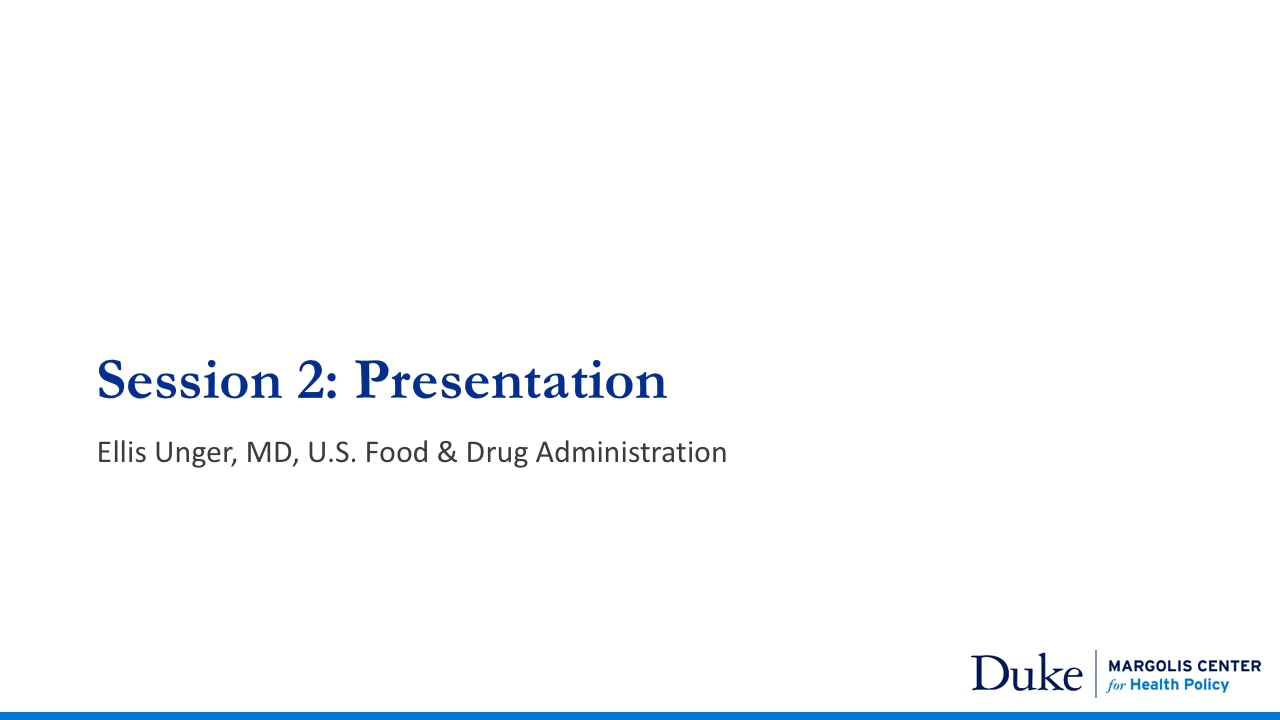 Session 2: Presentation
Ellis Unger, MD, U.S. Food & Drug Administration
Duke
MARGOLIS CENTER
for Health Policy